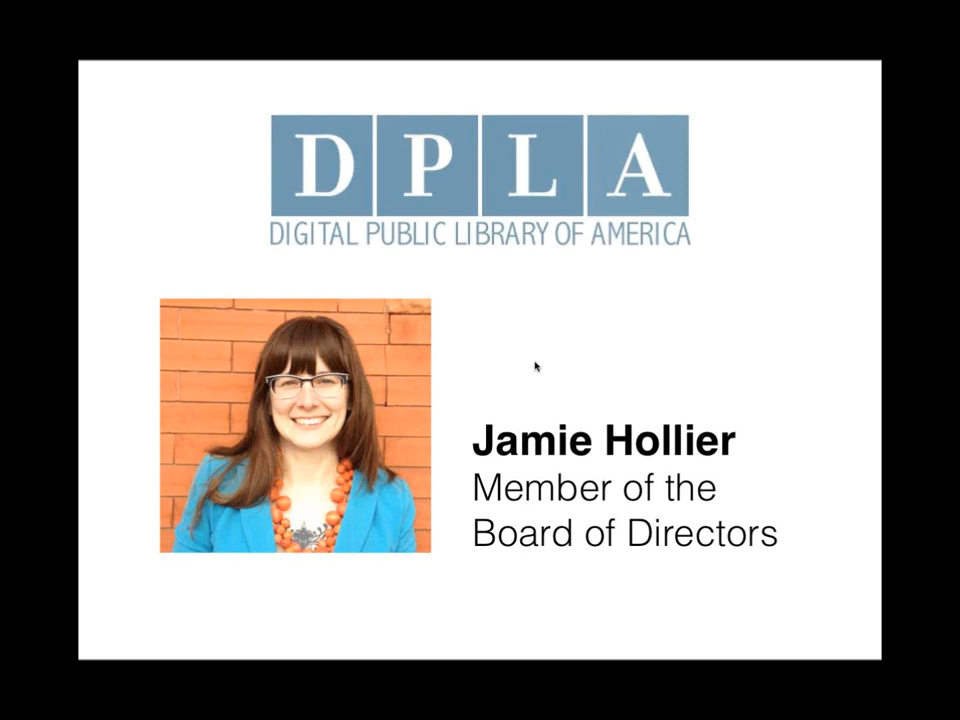 D P L A
DIGITAL PUBLIC LIBRARY OF AMERICA
Jamie Hollier
Member of the
Board of Directors